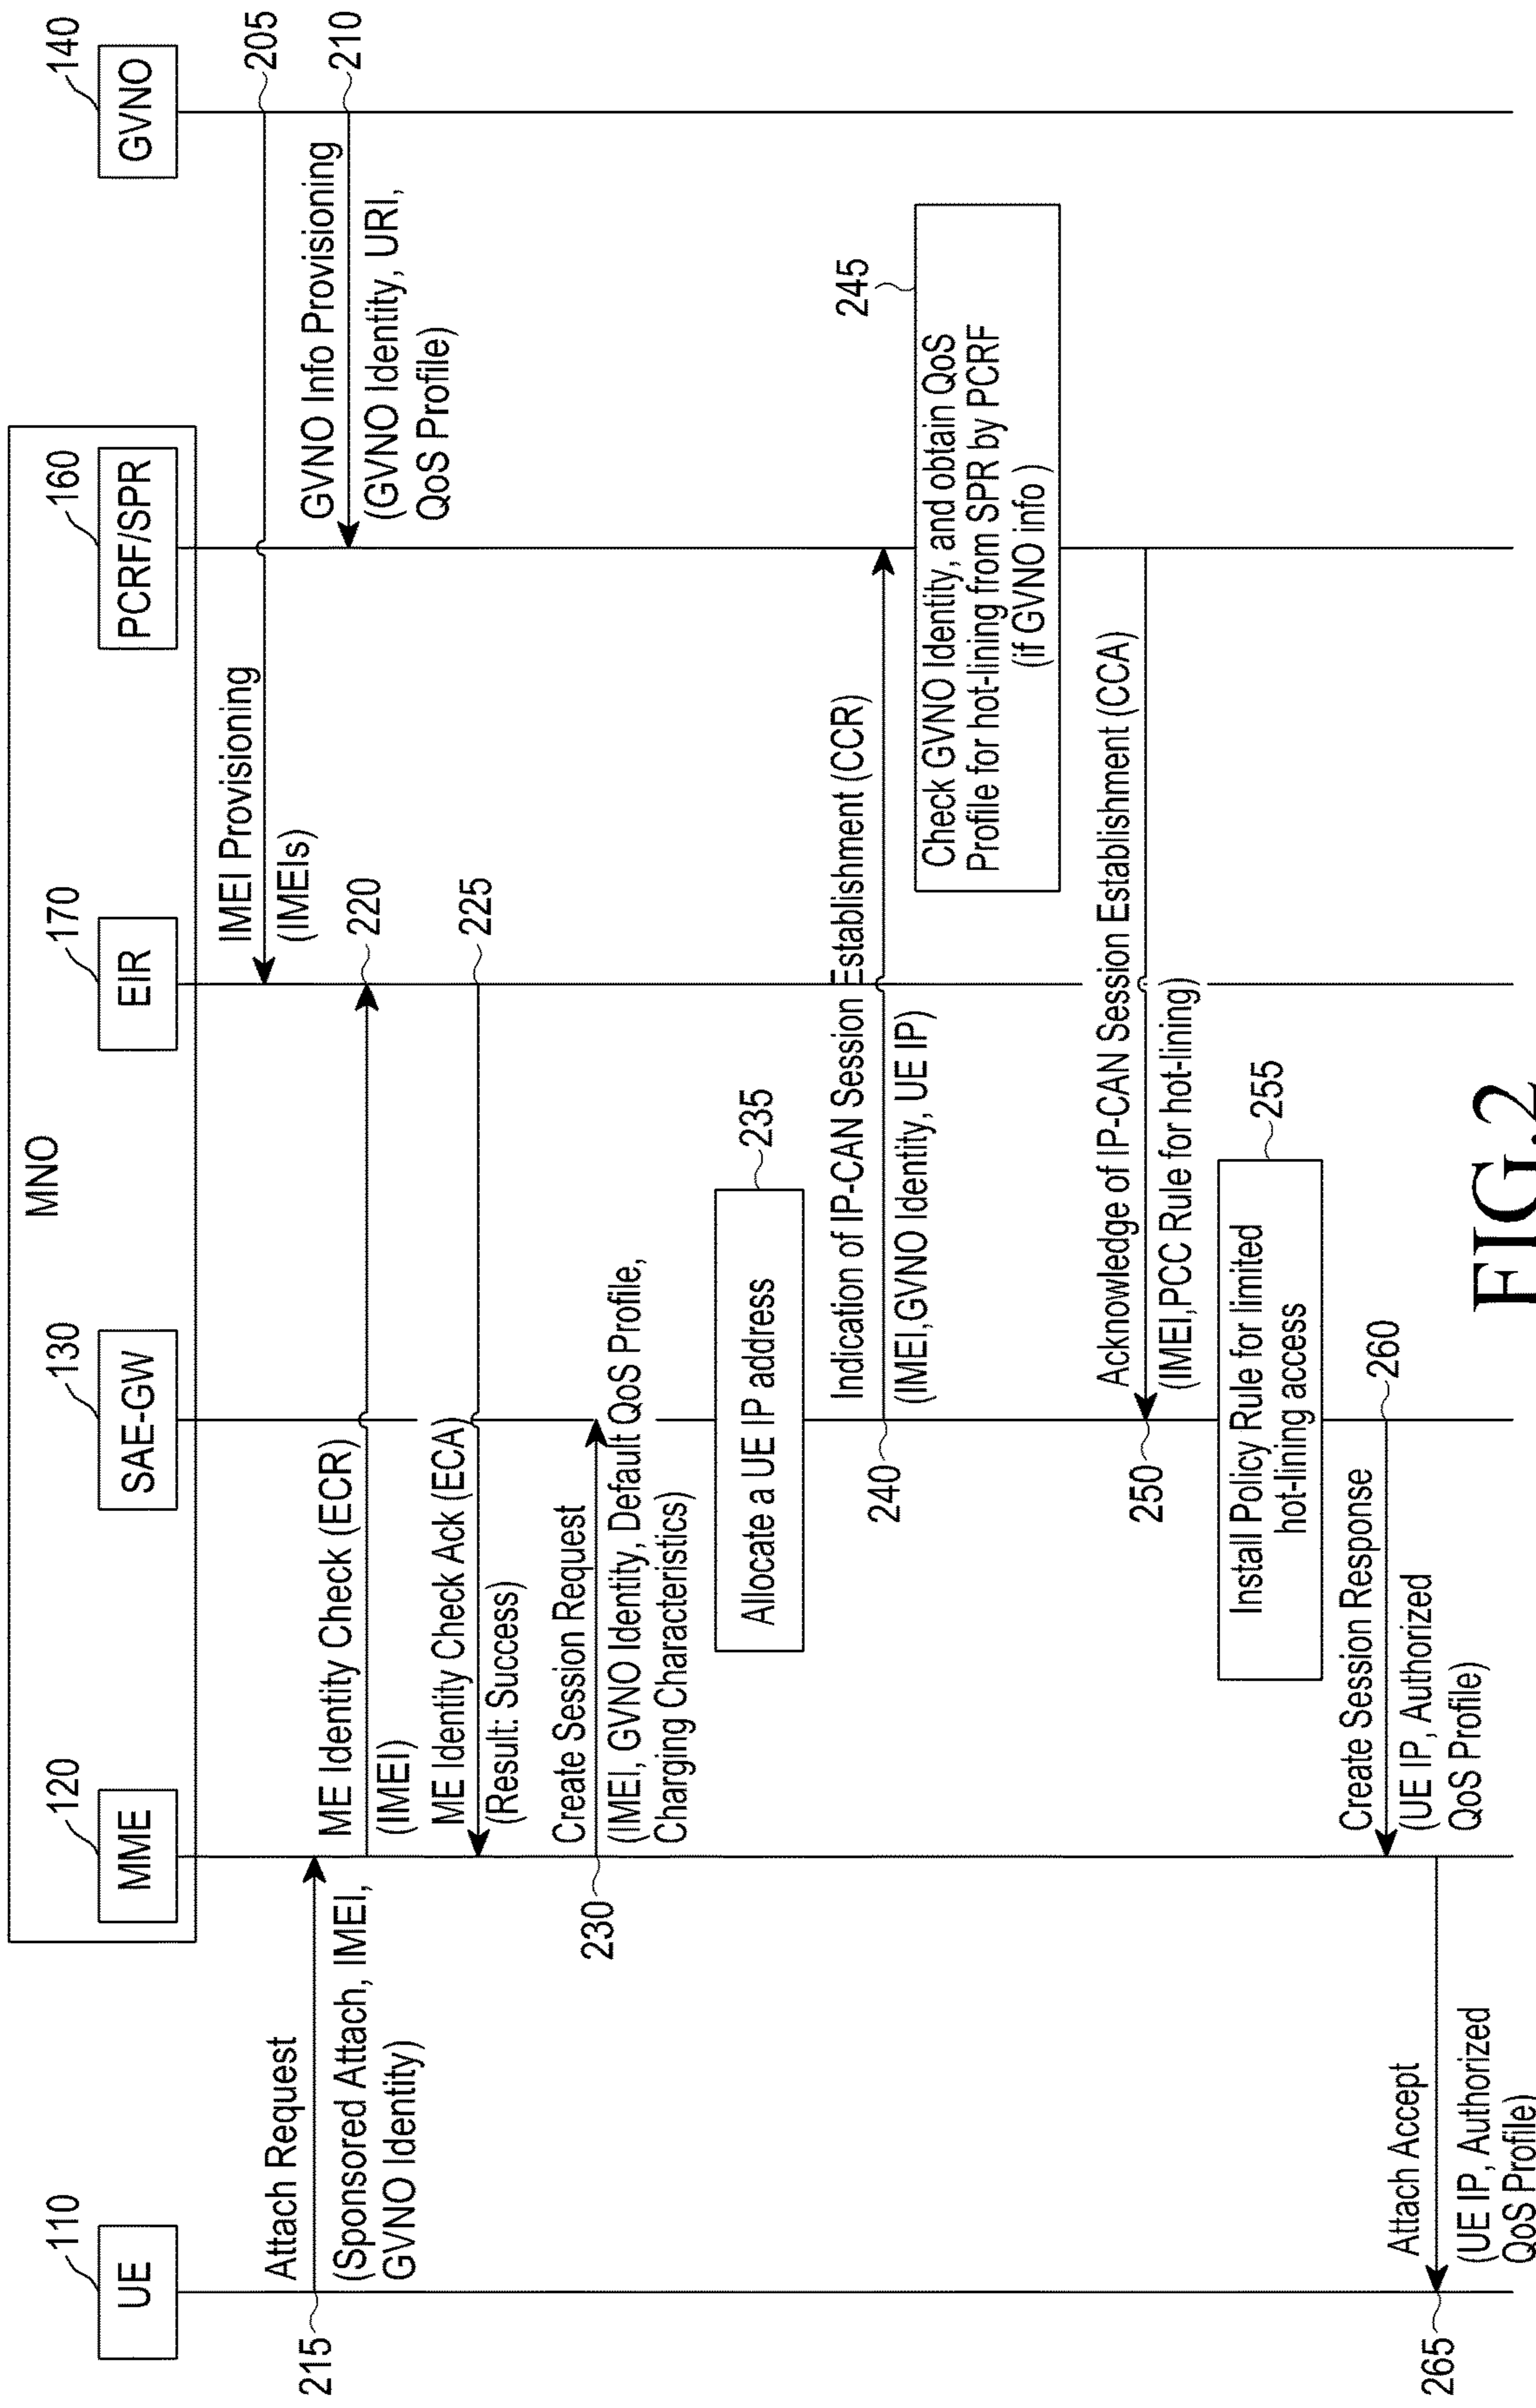 MNO
110
UE
120
MME
130
SAE-GW
170
EIR
160
PCRF/SPR
140
GVNO
IMEI Provisioning
(IMEIs)
205
GVNO Info Provisioning
(GVNO Identity, URI,
QoS Profile)
210
Attach Request
(Sponsored Attach, IMEI,
GVNO Identity)
215
ME Identity Check (ECR)
(IMEI)
220
ME Identity Check Ack (ECA)
(Result: Success)
225
Create Session Request
(IMEI, GVNO Identity, Default QoS Profile,
Charging Characteristics)
230
Allocate a UE IP address
235
Indication of IP-CAN Session Establishment (CCR)
(IMEI,GVNO Identity, UE IP)
240
Check GVNO Identity, and obtain QoS
Profile for hot-lining from SPR by PCRF
(if GVNO info )
245
Acknowledge of IP-CAN Session Establishment (CCA)
(IMEI,PCC Rule for hot-lining)
250
Install Policy Rule for limited
hot-lining access
255
Create Session Response
(UE IP, Authorized
QoS Profile)
260
Attach Accept
(UE IP, Authorized
QoS Profile)
265
FIG.2